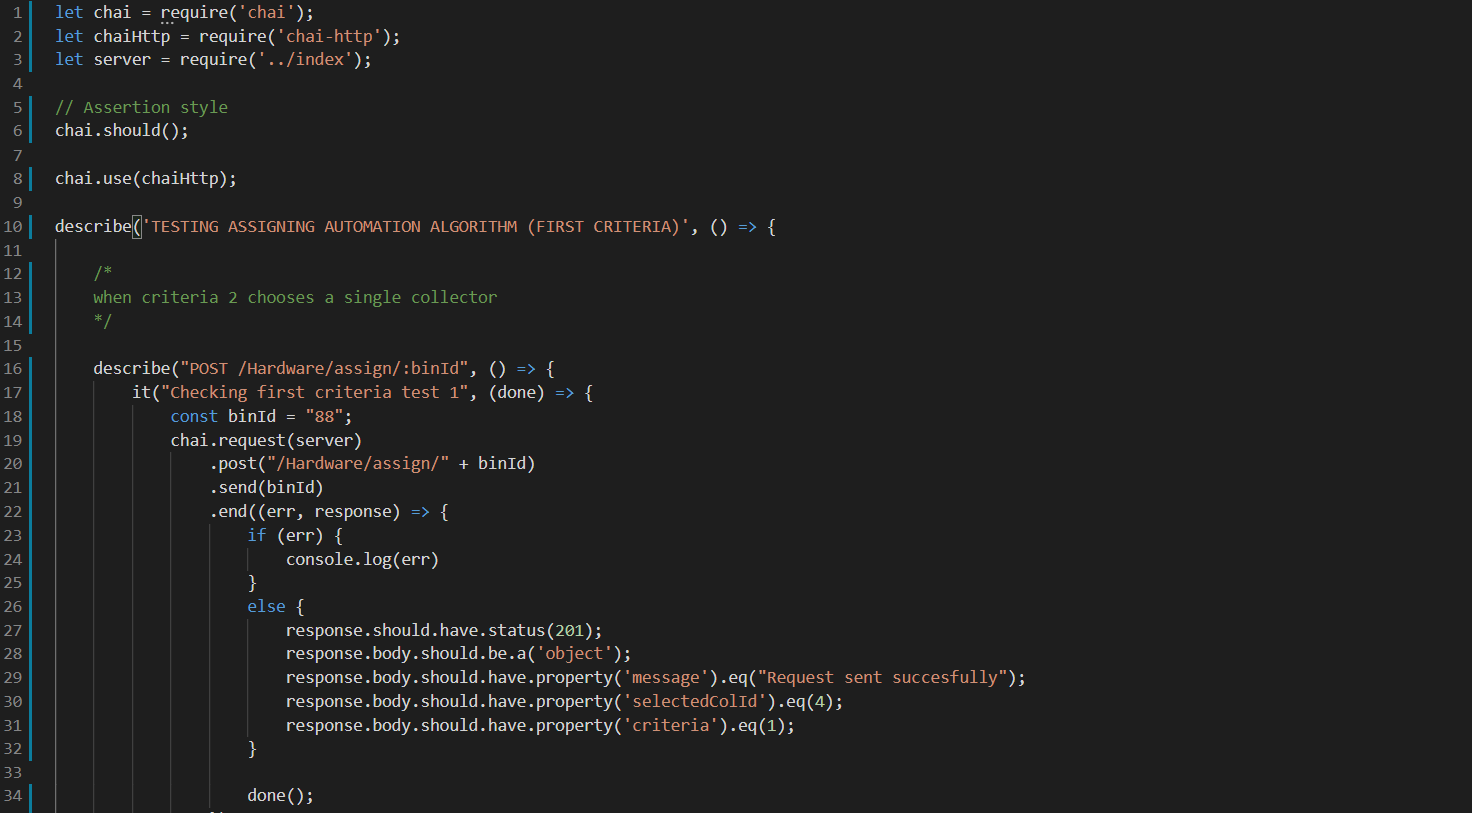 1 let chai = require('chai');
2 let chaiHttp = require('chai-http');
3 let server = require('../index');
4
5 // Assertion style
6 chai.should();
7
8 chai.use(chaiHttp);
9
10 describe('TESTING ASSIGNING AUTOMATION ALGORITHM (FIRST CRITERIA)', () => {
11
12 /*
13 when criteria 2 chooses a single collector
14 */
15
16 describe("POST /Hardware/assign/:binId", () => {
17 it("Checking first criteria test 1", (done) => {
18 const binId = "88";
19 chai.request(server)
20 .post("/Hardware/assign/" + binId)
21 .send(binId)
22 .end((err, response) => {
23 if (err) {
24 console.log(err)
25 }
26 else {
27 response.should.have.status(201);
28 response.body.should.be.a('object');
29 response.body.should.have.property('message').eq("Request sent succesfully");
30 response.body.should.have.property('selectedColId').eq(4);
31 response.body.should.have.property('criteria').eq(1);
32 }
33
34 done();